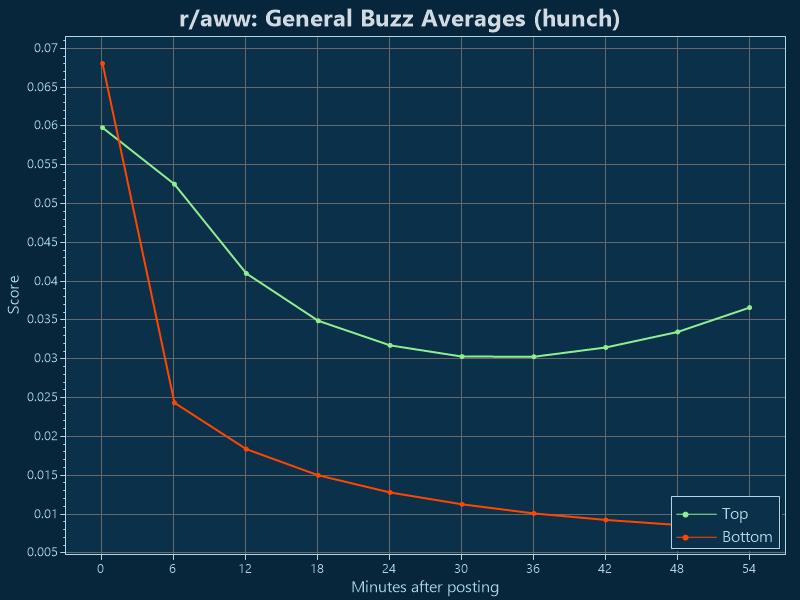 r/aww: General Buzz Averages (hunch)
0.07
0.065
0.06
0.055
0.05
0.045
0.04
0.035
0.03
0.025
0.02
0.015
0.01
0.005
Score
0 6 12 18 24 30 36 42 48 54
Minutes after posting
Top
Bottom